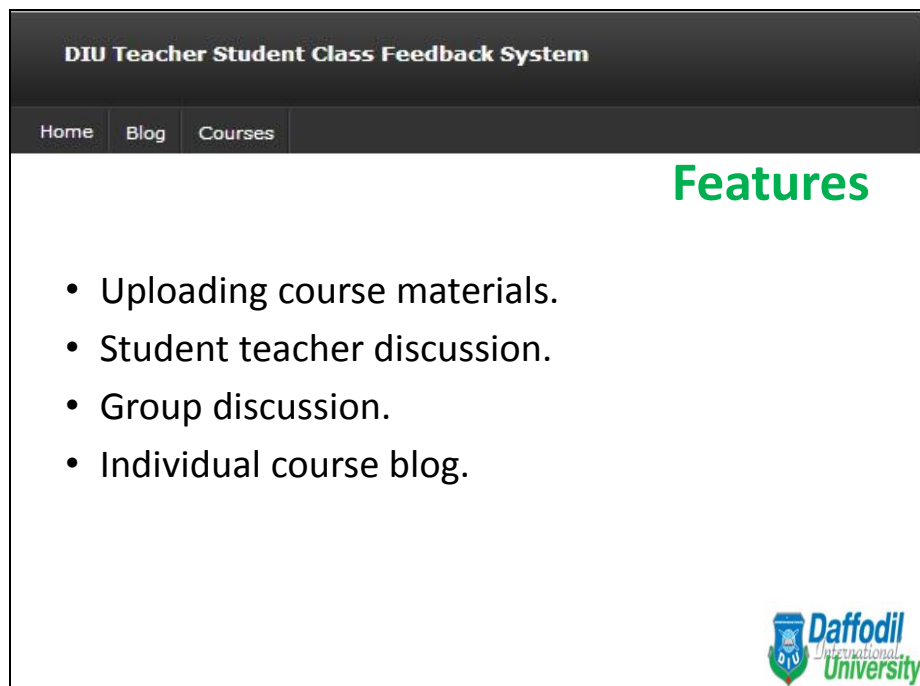 DIU Teacher Student Class Feedback System
Home Blog Courses
Features
• Uploading course materials.
• Student teacher discussion.
• Group discussion.
• Individual course blog.
DIU
Daffodil
International
University